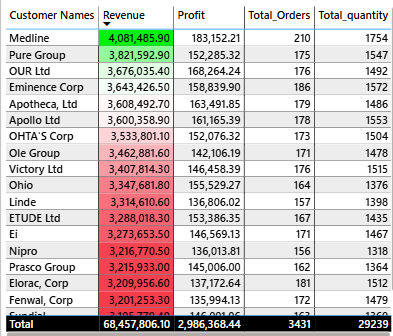 Customer Names Revenue Profit Total_Orders Total_quantity
Medline 4,081,485.90 183,152.21 210 1754
Pure Group 3,821,592.90 152,285.32 175 1547
OUR Ltd 3,676,035.40 168,264.24 176 1492
Eminence Corp 3,643,426.50 158,839.90 186 1572
Apotheca, Ltd 3,608,492.70 163,491.85 179 1486
Apollo Ltd 3,600,358.90 161,165.39 178 1553
OHTA'S Corp 3,533,801.10 152,076.32 173 1504
Ole Group 3,462,881.60 142,106.19 171 1478
Victory Ltd 3,407,814.30 146,458.39 176 1515
Ohio 3,347,681.80 155,529.27 164 1376
Linde 3,314,610.60 136,806.02 157 1398
ETUDE Ltd 3,288,018.30 153,386.35 167 1435
Ei 3,273,653.50 146,569.13 171 1467
Nipro 3,216,770.50 136,013.81 156 1318
Prasco Group 3,215,933.00 145,006.00 162 1364
Elorac, Corp 3,209,956.60 137,172.64 181 1512
Fenwal, Corp 3,201,253.30 135,994.13 172 1479
Total 68,457,806.10 2,986,368.44 3431 29239